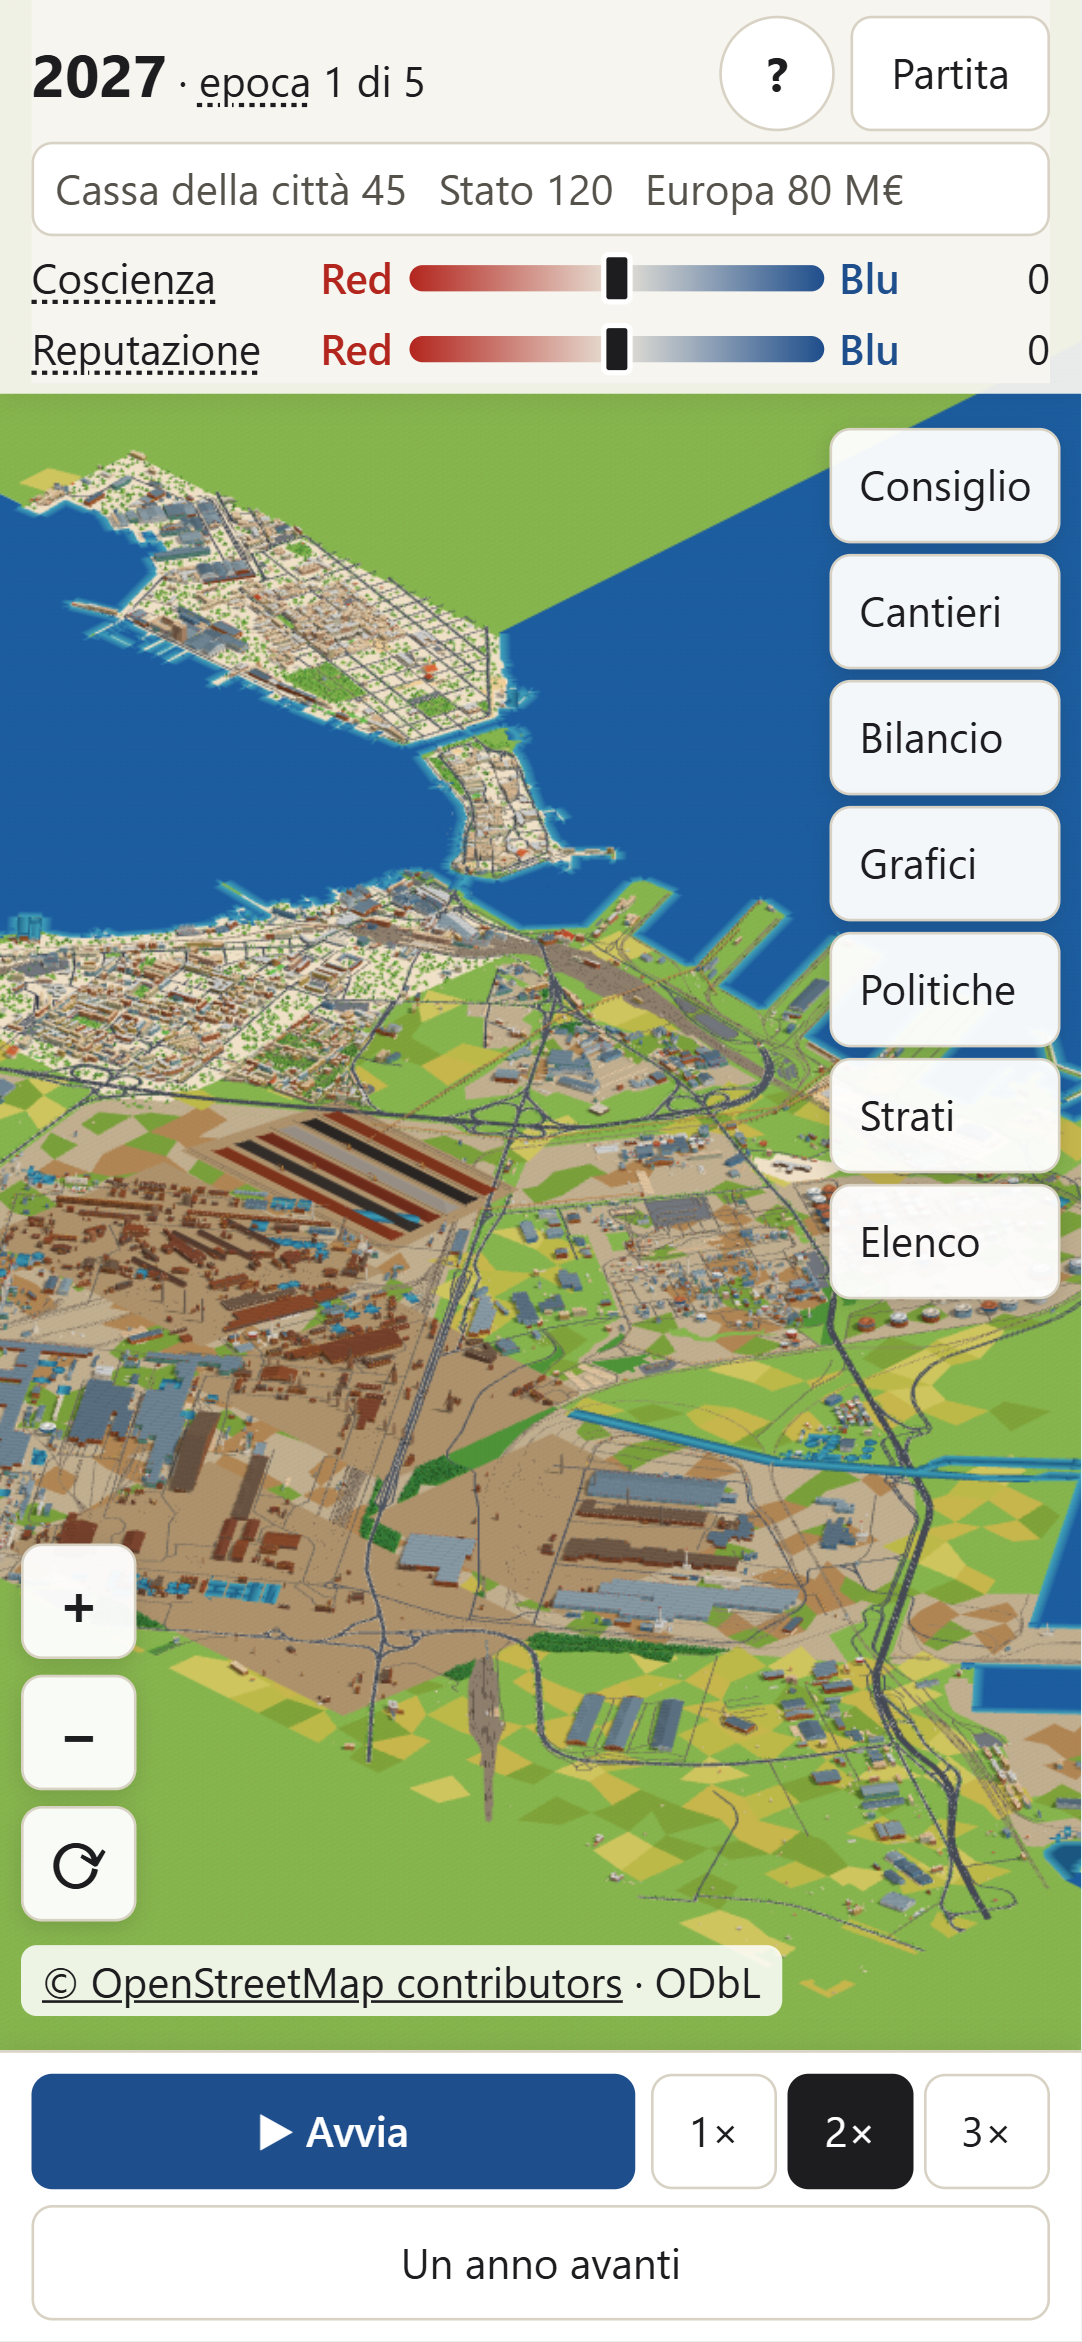 2027 · epoca 1 di 5
?
Partita
Cassa della città 45 Stato 120 Europa 80 M€
Coscienza Red Blu 0
Reputazione Red Blu 0
Consiglio
Cantieri
Bilancio
Grafici
Politiche
Strati
Elenco
+
−
© OpenStreetMap contributors · ODbL
▶ Avvia
1×
2×
3×
Un anno avanti